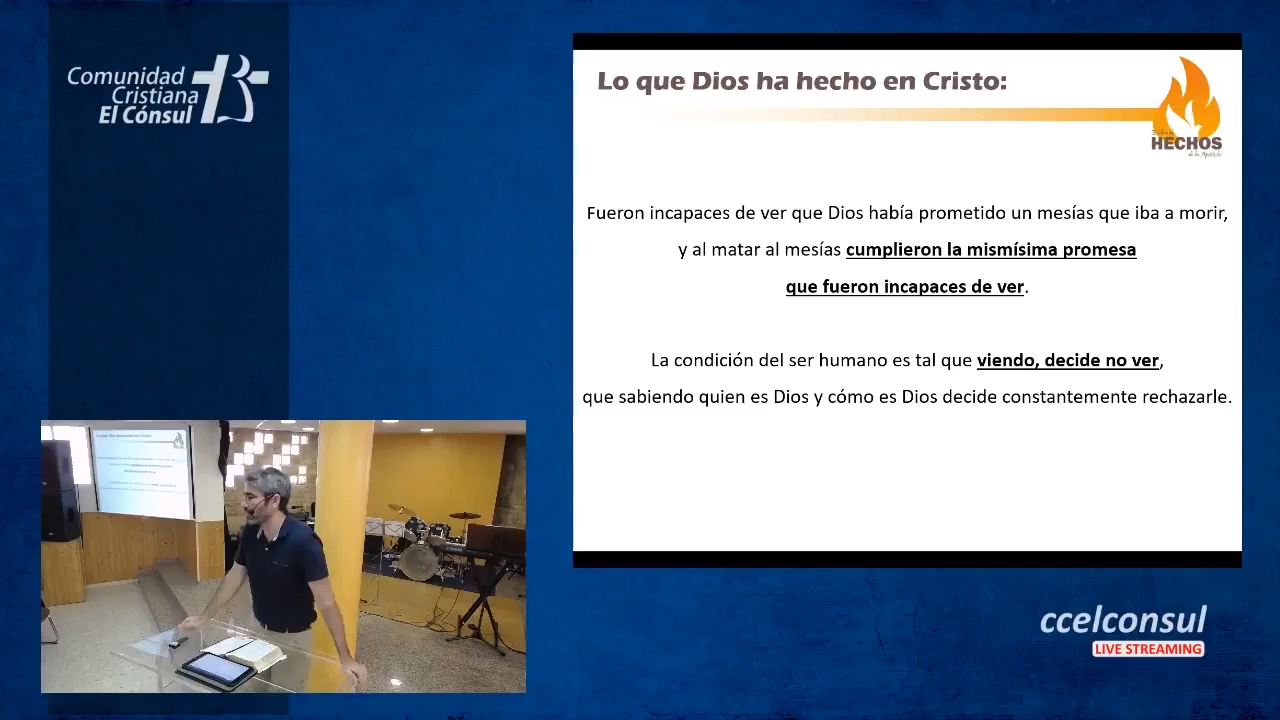 Comunidad
Cristiana
El Cónsul
Lo que Dios ha hecho en Cristo:
HECHOS
Fueron incapaces de ver que Dios había prometido un mesías que iba a morir,
y al matar al mesías cumplieron la mismísima promesa
que fueron incapaces de ver.
La condición del ser humano es tal que viendo, decide no ver,
que sabiendo quien es Dios y cómo es Dios decide constantemente rechazarle.
ccelconsul
LIVE STREAMING